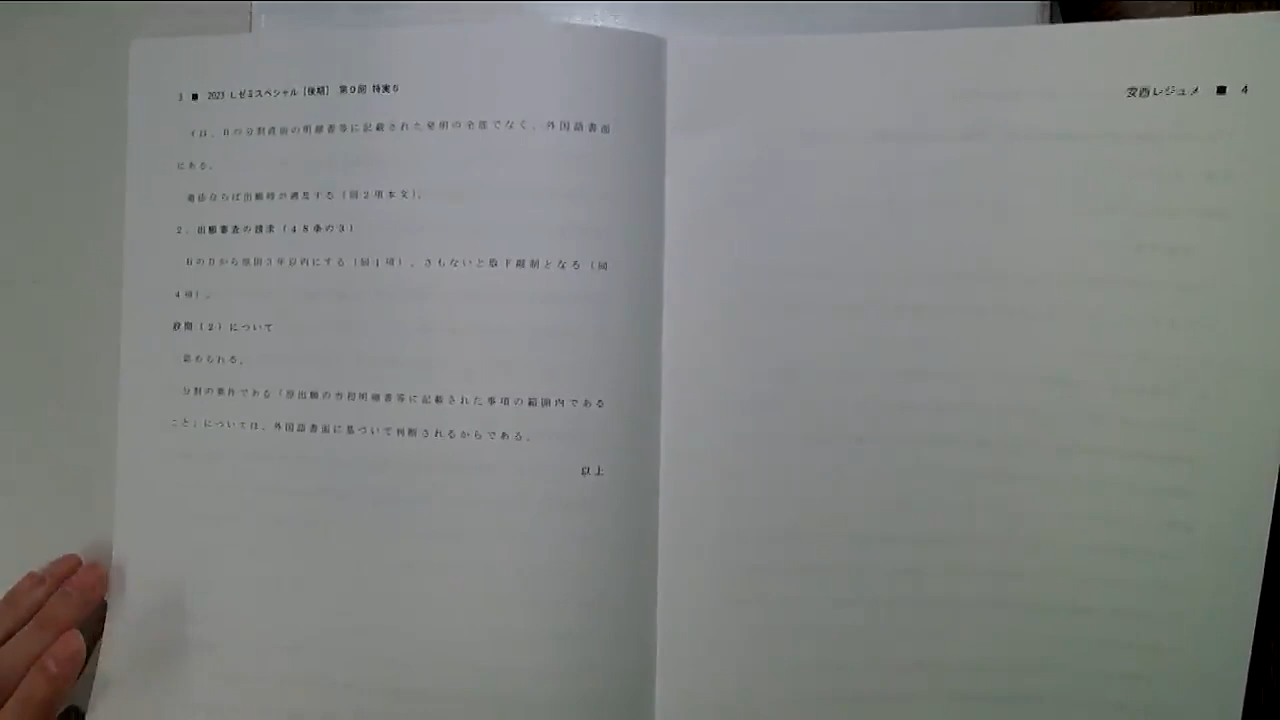 3 ■ 2023 Lゼミスペシャル [後期] 第9回 特実6
イは、Bの分割直前の明細書等に記載された発明の全部でなく、外国語書面
にある。
適法ならば出願時が遡及する（同2項本文）。
2．出願審査の請求（48条の3）
BのDから原則3年以内にする（同1項）。さもないと取下擬制となる（同
4項）。
設問（2）について
認められる。
分割の要件である「原出願の当初明細書等に記載された事項の範囲内である
こと」については、外国語書面に基づいて判断されるからである。
以上
安西レジュメ ■ 4